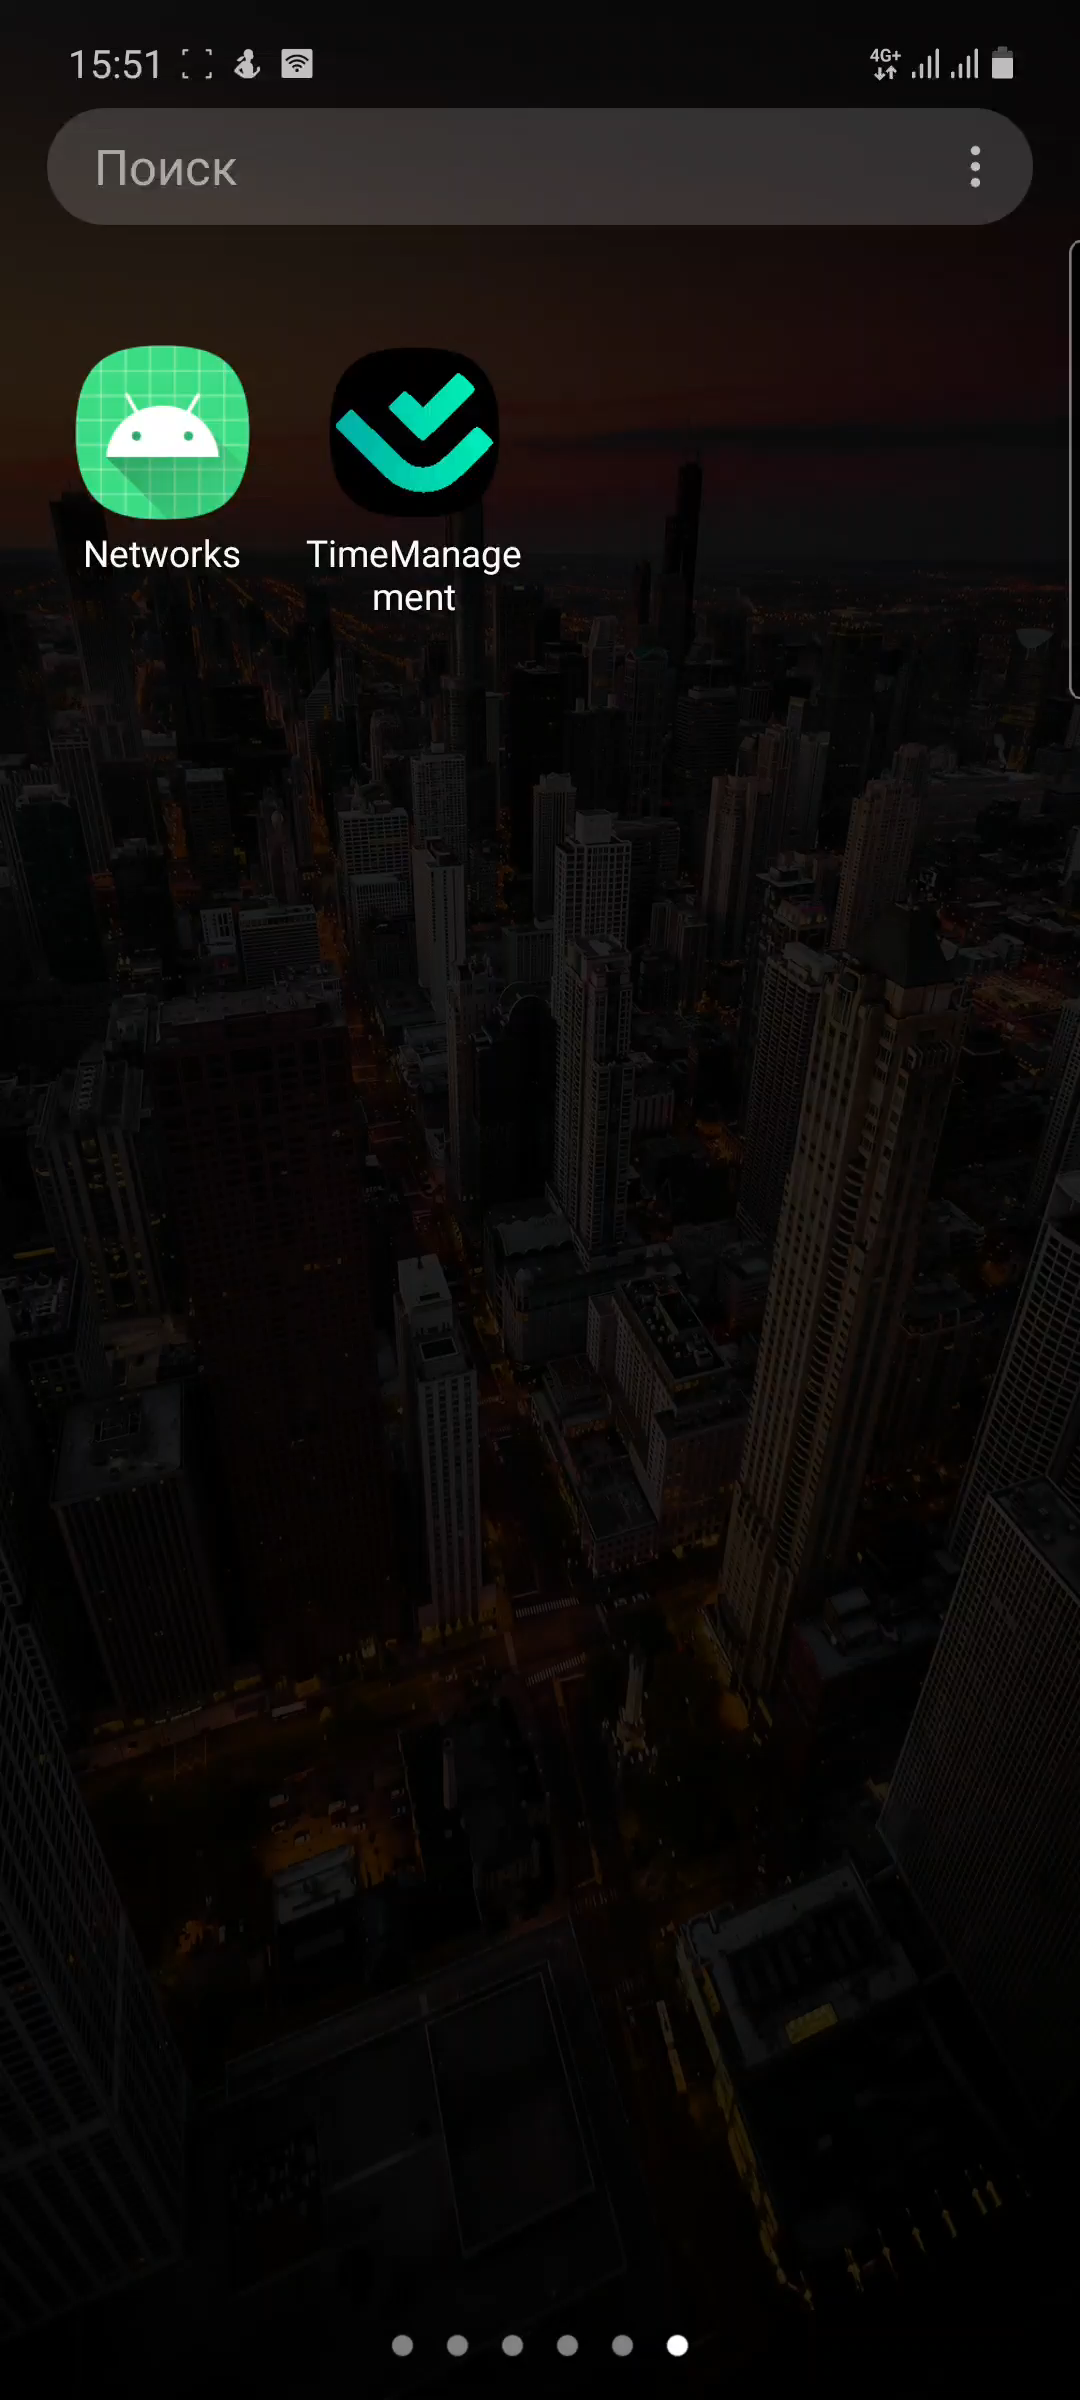 15:51
4G+
Поиск
Networks
TimeManage
ment